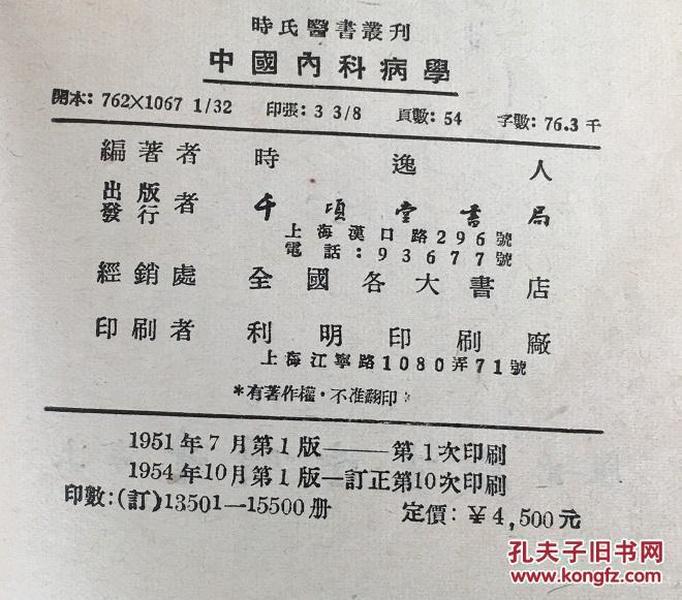 時氏醫書叢刊
中國內科病學
開本: 762×1067 1/32 印張: 3 3/8 頁數: 54 字數: 76.3 千
編著者 時逸人
出版發行者 千頃堂書局
上海漢口路296號
電話: 93677號
經銷處 全國各大書店
印刷者 利明印刷廠
上海江寧路1080弄71號
*有著作權·不准翻印*
1951年7月第1版——第1次印刷
1954年10月第1版—訂正第10次印刷
印數:(訂)13501—15500册 定價: ¥4,500元
孔夫子旧书网
www.kongfz.com